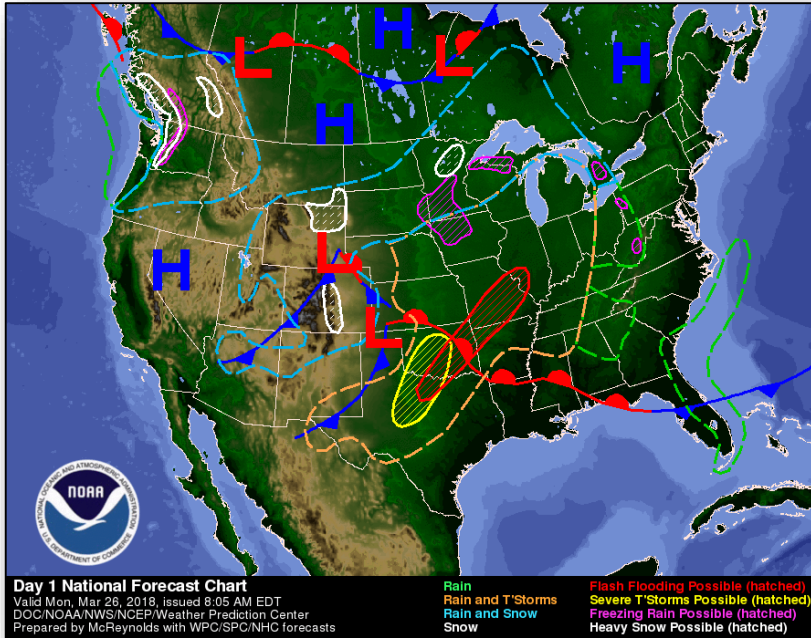 L
H
L
H
H
H
L
L
NATIONAL OCEANIC AND ATMOSPHERIC ADMINISTRATION
NOAA
U.S. DEPARTMENT OF COMMERCE
Day 1 National Forecast Chart
Valid Mon, Mar 26, 2018, issued 8:05 AM EDT
DOC/NOAA/NWS/NCEP/Weather Prediction Center
Prepared by McReynolds with WPC/SPC/NHC forecasts
Rain
Rain and T'Storms
Rain and Snow
Snow
Flash Flooding Possible (hatched)
Severe T'Storms Possible (hatched)
Freezing Rain Possible (hatched)
Heavy Snow Possible (hatched)